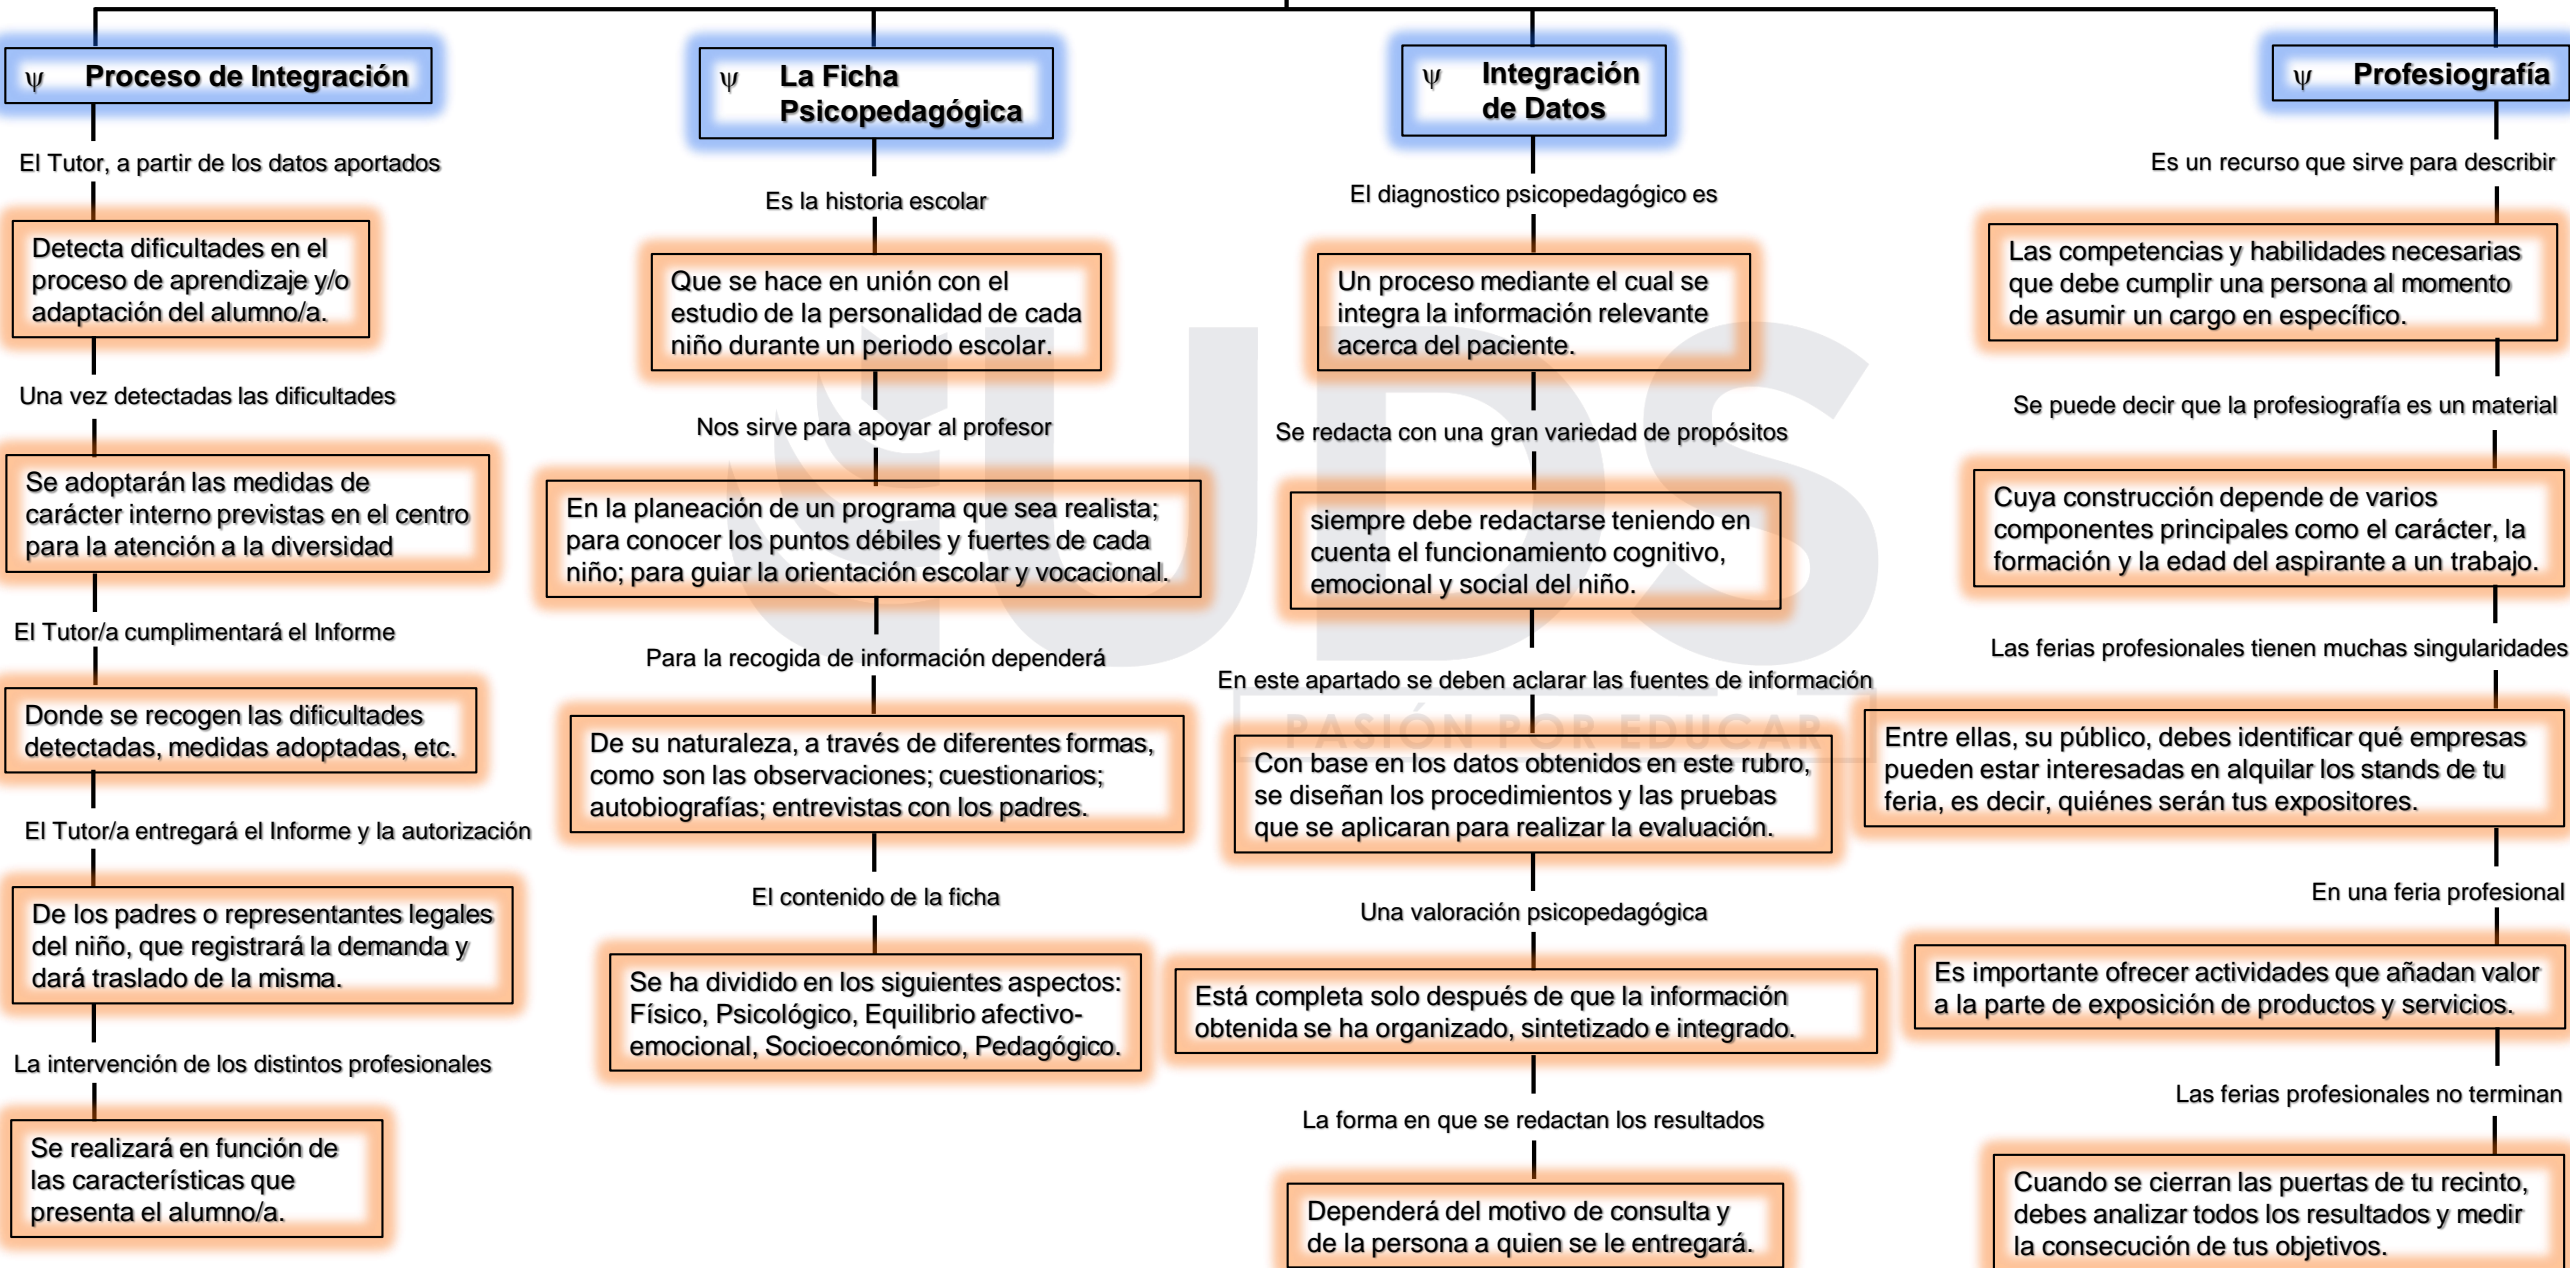 ψ Proceso de Integración
El Tutor, a partir de los datos aportados
Detecta dificultades en el
proceso de aprendizaje y/o
adaptación del alumno/a.
Una vez detectadas las dificultades
Se adoptarán las medidas de
carácter interno previstas en el centro
para la atención a la diversidad
El Tutor/a cumplimentará el Informe
Donde se recogen las dificultades
detectadas, medidas adoptadas, etc.
El Tutor/a entregará el Informe y la autorización
De los padres o representantes legales
del niño, que registrará la demanda y
dará traslado de la misma.
La intervención de los distintos profesionales
Se realizará en función de
las características que
presenta el alumno/a.
ψ La Ficha
Psicopedagógica
Es la historia escolar
Que se hace en unión con el
estudio de la personalidad de cada
niño durante un periodo escolar.
Nos sirve para apoyar al profesor
En la planeación de un programa que sea realista;
para conocer los puntos débiles y fuertes de cada
niño; para guiar la orientación escolar y vocacional.
Para la recogida de información dependerá
De su naturaleza, a través de diferentes formas,
como son las observaciones; cuestionarios;
autobiografías; entrevistas con los padres.
El contenido de la ficha
Se ha dividido en los siguientes aspectos:
Físico, Psicológico, Equilibrio afectivo-
emocional, Socioeconómico, Pedagógico.
ψ Integración
de Datos
El diagnostico psicopedagógico es
Un proceso mediante el cual se
integra la información relevante
acerca del paciente.
Se redacta con una gran variedad de propósitos
siempre debe redactarse teniendo en
cuenta el funcionamiento cognitivo,
emocional y social del niño.
En este apartado se deben aclarar las fuentes de información
Con base en los datos obtenidos en este rubro,
se diseñan los procedimientos y las pruebas
que se aplicaran para realizar la evaluación.
Una valoración psicopedagógica
Está completa solo después de que la información
obtenida se ha organizado, sintetizado e integrado.
La forma en que se redactan los resultados
Dependerá del motivo de consulta y
de la persona a quien se le entregará.
ψ Profesiografía
Es un recurso que sirve para describir
Las competencias y habilidades necesarias
que debe cumplir una persona al momento
de asumir un cargo en específico.
Se puede decir que la profesiografía es un material
Cuya construcción depende de varios
componentes principales como el carácter, la
formación y la edad del aspirante a un trabajo.
Las ferias profesionales tienen muchas singularidades
Entre ellas, su público, debes identificar qué empresas
pueden estar interesadas en alquilar los stands de tu
feria, es decir, quiénes serán tus expositores.
En una feria profesional
Es importante ofrecer actividades que añadan valor
a la parte de exposición de productos y servicios.
Las ferias profesionales no terminan
Cuando se cierran las puertas de tu recinto,
debes analizar todos los resultados y medir
la consecución de tus objetivos.
UDS
PASIÓN POR EDUCAR